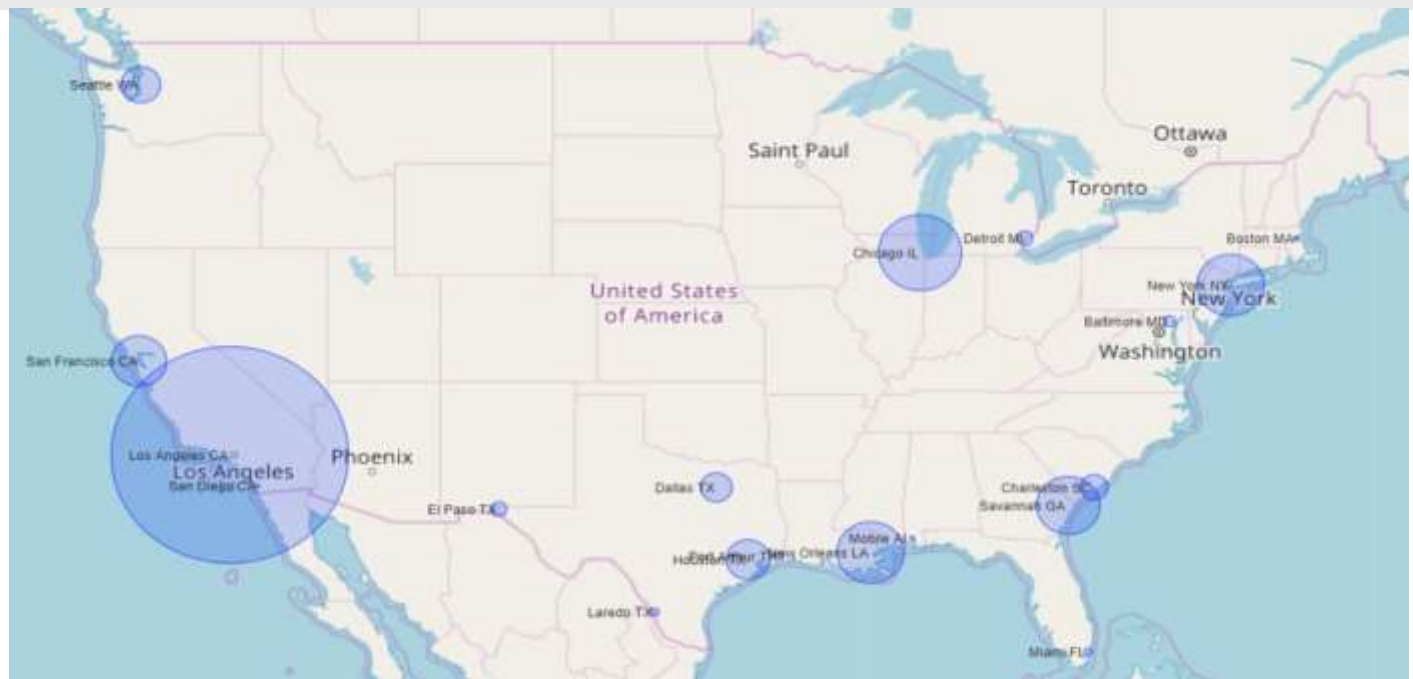 Seattle WA
Ottawa
Saint Paul
Toronto
Detroit MI
Boston MA
Chicago IL
New York NY
United States
of America
New York
Baltimore MD
Washington
San Francisco CA
Los Angeles CA
Phoenix
Los Angeles
San Diego CA
Dallas TX
Charleston SC
Savannah GA
El Paso TX
Mobile AL
New Orleans LA
Houston TX
Laredo TX
Miami FL